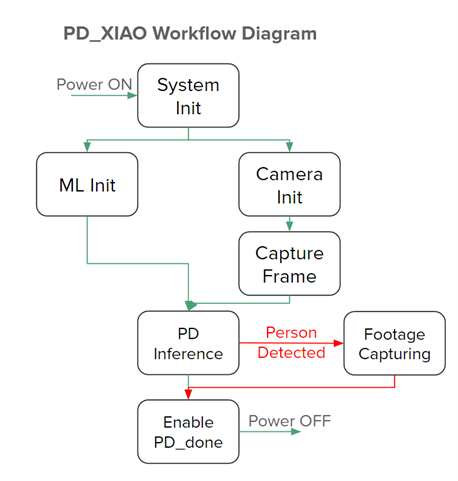 PD_XIAO Workflow Diagram
Power ON
System
Init
ML Init
Camera
Init
Capture
Frame
PD
Inference
Person
Detected
Footage
Capturing
Enable
PD_done
Power OFF